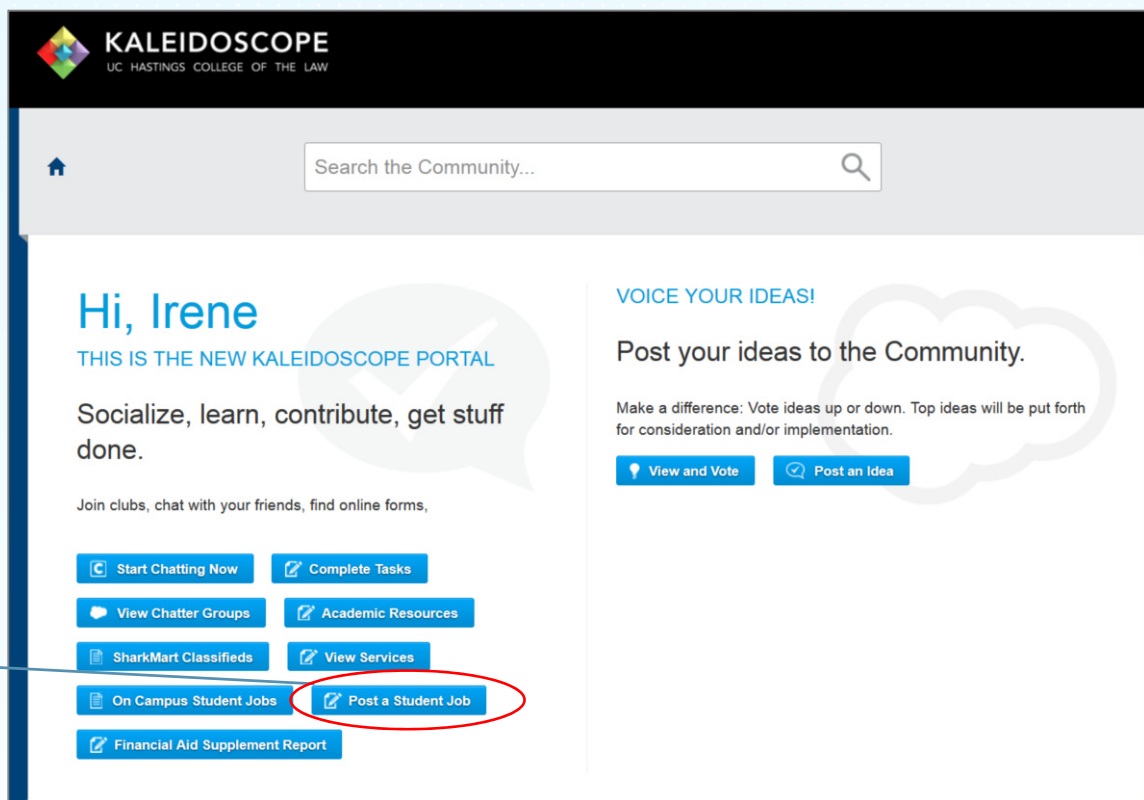 KALEIDOSCOPE
UC HASTINGS COLLEGE OF THE LAW
Search the Community...
Hi, Irene
THIS IS THE NEW KALEIDOSCOPE PORTAL
Socialize, learn, contribute, get stuff
done.
Join clubs, chat with your friends, find online forms,
C Start Chatting Now
Complete Tasks
View Chatter Groups
Academic Resources
SharkMart Classifieds
View Services
On Campus Student Jobs
Post a Student Job
Financial Aid Supplement Report
VOICE YOUR IDEAS!
Post your ideas to the Community.
Make a difference: Vote ideas up or down. Top ideas will be put forth
for consideration and/or implementation.
View and Vote
Post an Idea